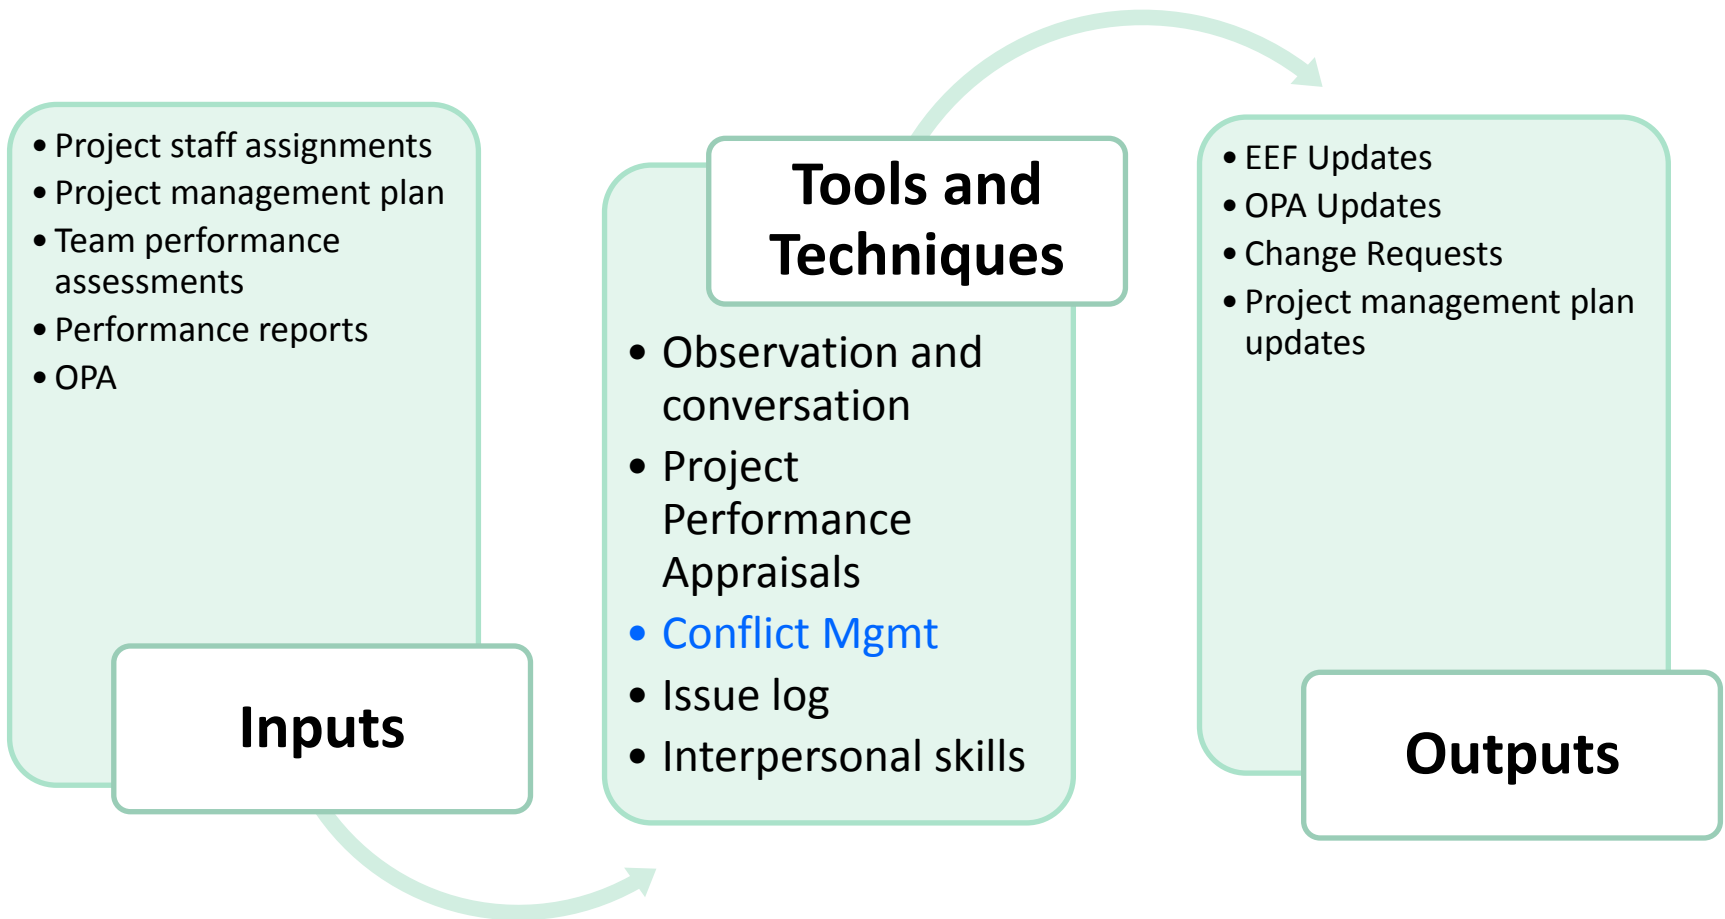 • Project staff assignments
• Project management plan
• Team performance
assessments
• Performance reports
• OPA
Inputs
Tools and
Techniques
• Observation and
conversation
• Project
Performance
Appraisals
• Conflict Mgmt
• Issue log
• Interpersonal skills
• EEF Updates
• OPA Updates
• Change Requests
• Project management plan
updates
Outputs